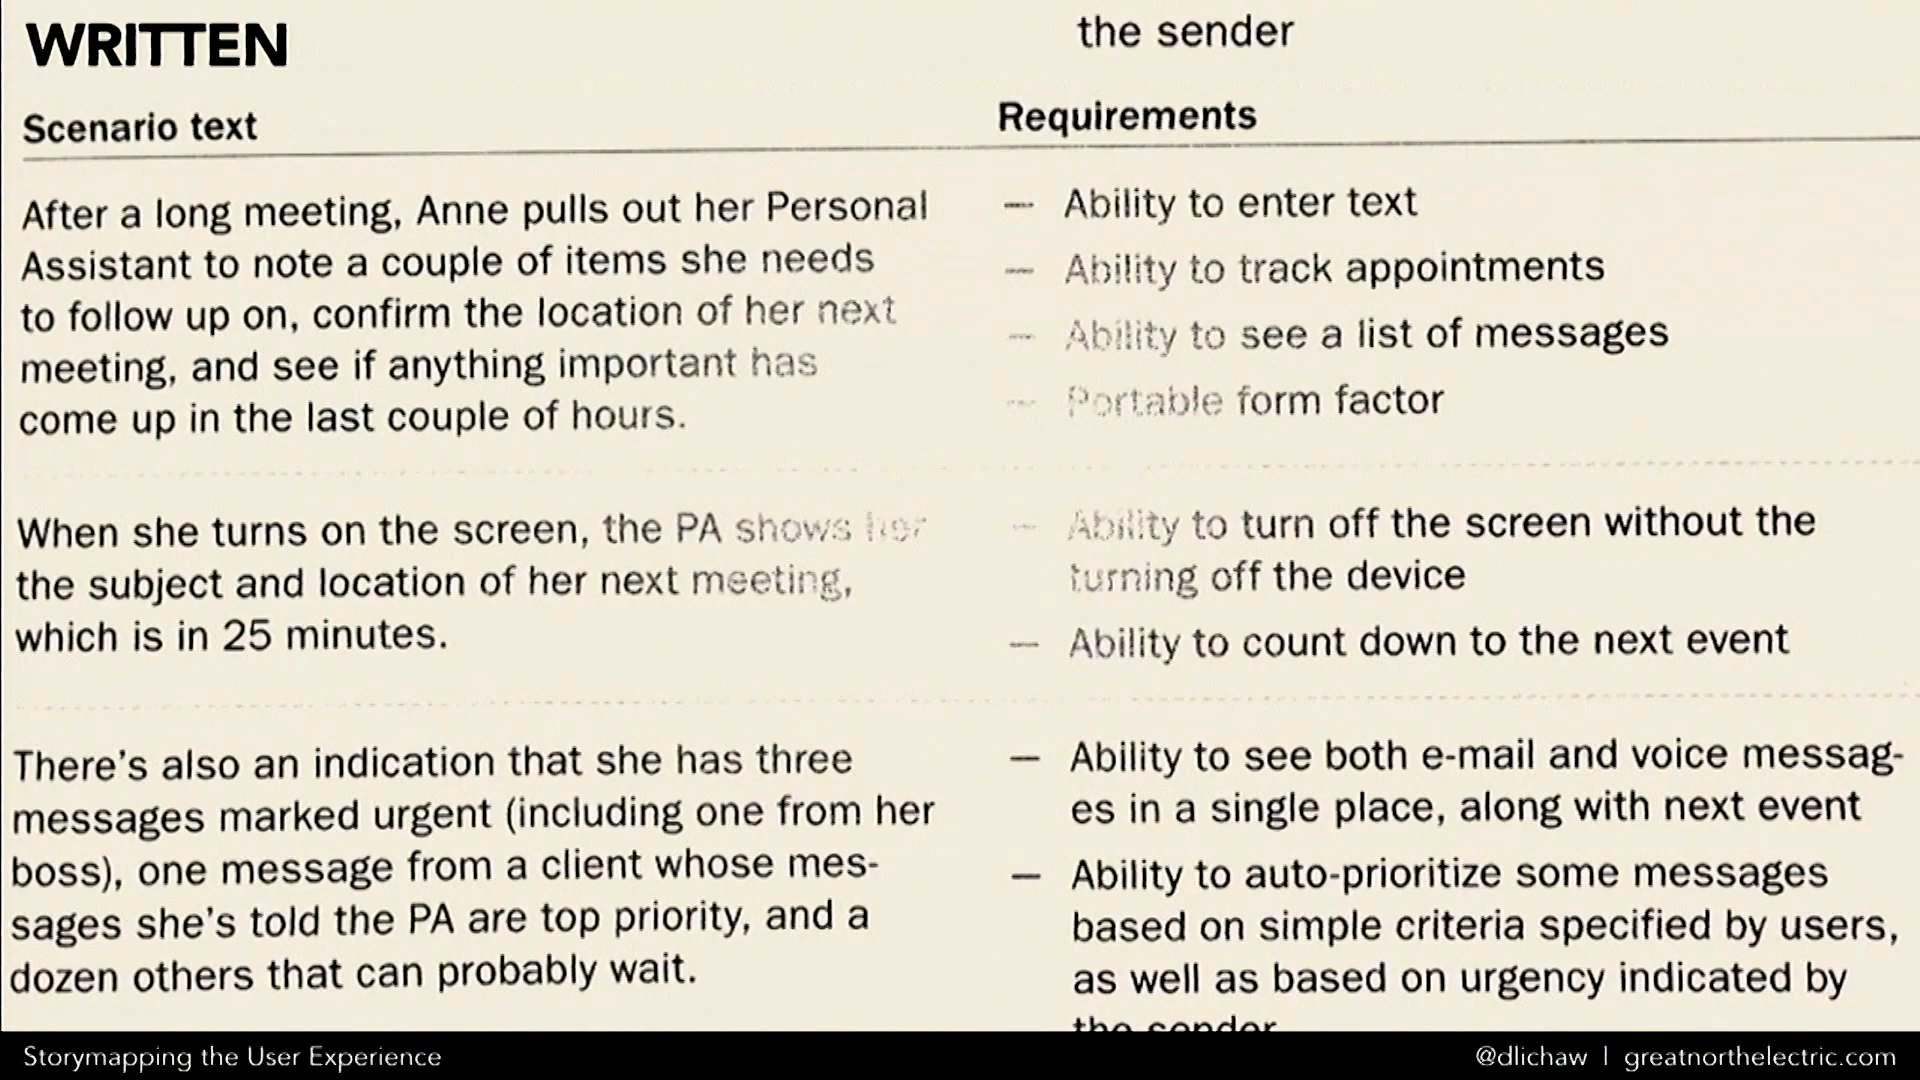 WRITTEN
the sender
Scenario text
Requirements
After a long meeting, Anne pulls out her Personal
Assistant to note a couple of items she needs
to follow up on, confirm the location of her next
meeting, and see if anything important has
come up in the last couple of hours.
— Ability to enter text
— Ability to track appointments
— Ability to see a list of messages
— Portable form factor
When she turns on the screen, the PA shows her
the subject and location of her next meeting,
which is in 25 minutes.
— Ability to turn off the screen without the
turning off the device
— Ability to count down to the next event
There's also an indication that she has three
messages marked urgent (including one from her
boss), one message from a client whose mes-
sages she's told the PA are top priority, and a
dozen others that can probably wait.
— Ability to see both e-mail and voice messag-
es in a single place, along with next event
— Ability to auto-prioritize some messages
based on simple criteria specified by users,
as well as based on urgency indicated by
the sender
Storymapping the User Experience
@dlichaw | greatnorthelectric.com